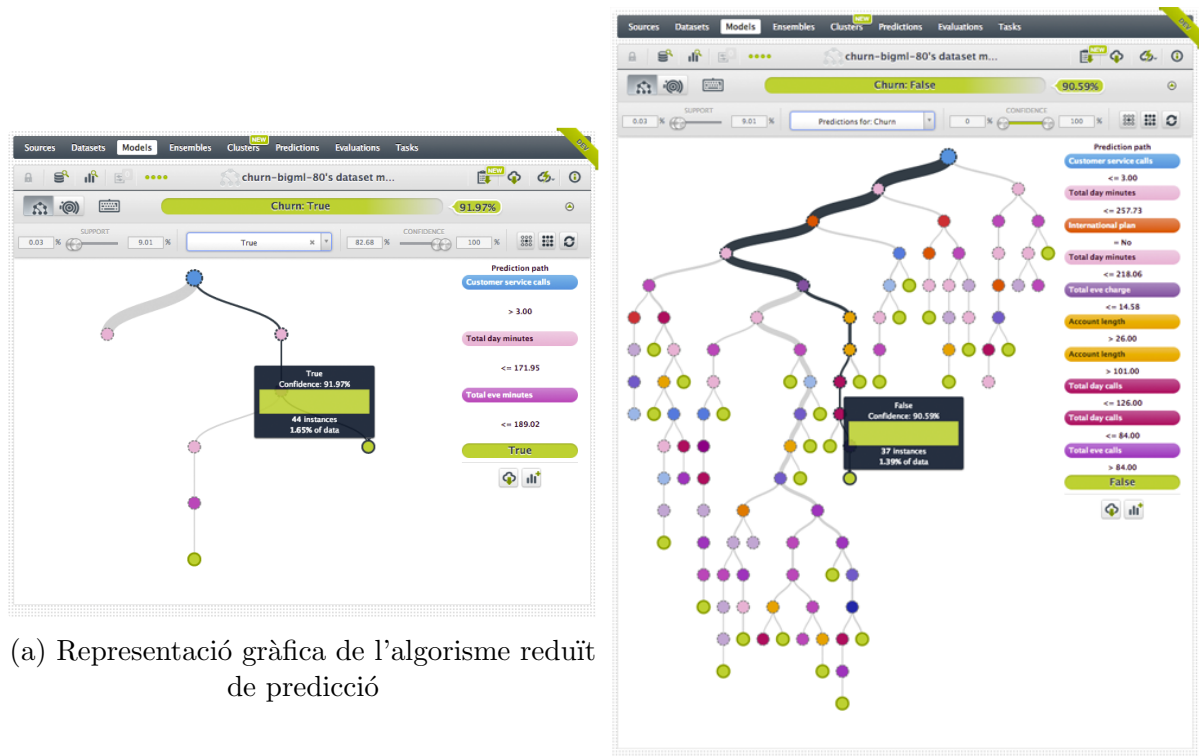 Sources Datasets Models Ensembles Clusters NEW Predictions Evaluations Tasks
DEV
churn-bigml-80's dataset m...
NEW
Churn: True
91.97%
SUPPORT
0.03 % 9.01 %
True
CONFIDENCE
82.68 % 100 %
Prediction path
Customer service calls
> 3.00
Total day minutes
<= 171.95
Total eve minutes
<= 189.02
True
True
Confidence: 91.97%
44 instances
1.65% of data
(a) Representació gràfica de l'algorisme reduït
de predicció
Sources Datasets Models Ensembles Clusters NEW Predictions Evaluations Tasks
DEV
churn-bigml-80's dataset m...
NEW
Churn: False
90.59%
SUPPORT
0.03 % 9.01 %
Predictions for: Churn
CONFIDENCE
0 % 100 %
Prediction path
Customer service calls
<= 3.00
Total day minutes
<= 257.73
International plan
= No
Total day minutes
<= 218.06
Total eve charge
<= 14.58
Account length
> 26.00
Account length
> 101.00
Total day calls
<= 126.00
Total day calls
<= 84.00
Total eve calls
> 84.00
False
False
Confidence: 90.59%
37 instances
1.39% of data